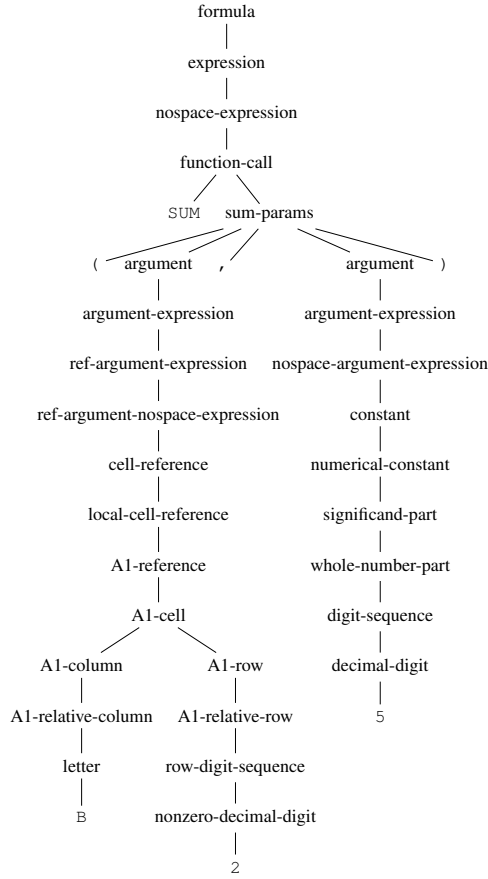 formula
expression
nospace-expression
function-call
SUM sum-params
( argument , argument )
argument-expression argument-expression
ref-argument-expression nospace-argument-expression
ref-argument-nospace-expression constant
cell-reference numerical-constant
local-cell-reference significand-part
A1-reference whole-number-part
A1-cell digit-sequence
A1-column A1-row decimal-digit
A1-relative-column A1-relative-row 5
letter row-digit-sequence
B nonzero-decimal-digit
2